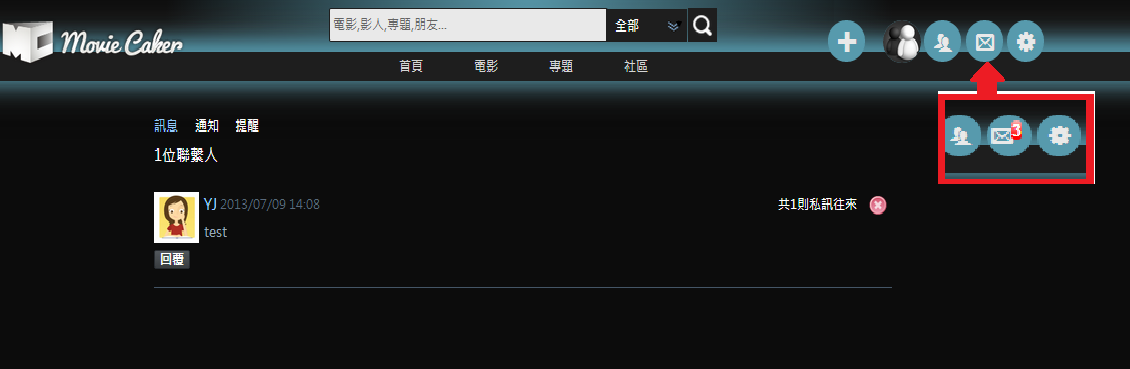 MC Movie Caker
電影,影人,專題,朋友...
全部
首頁 電影 專題 社區
3
訊息 通知 提醒
1位聯繫人
YJ 2013/07/09 14:08
共1則私訊往來
test
回覆